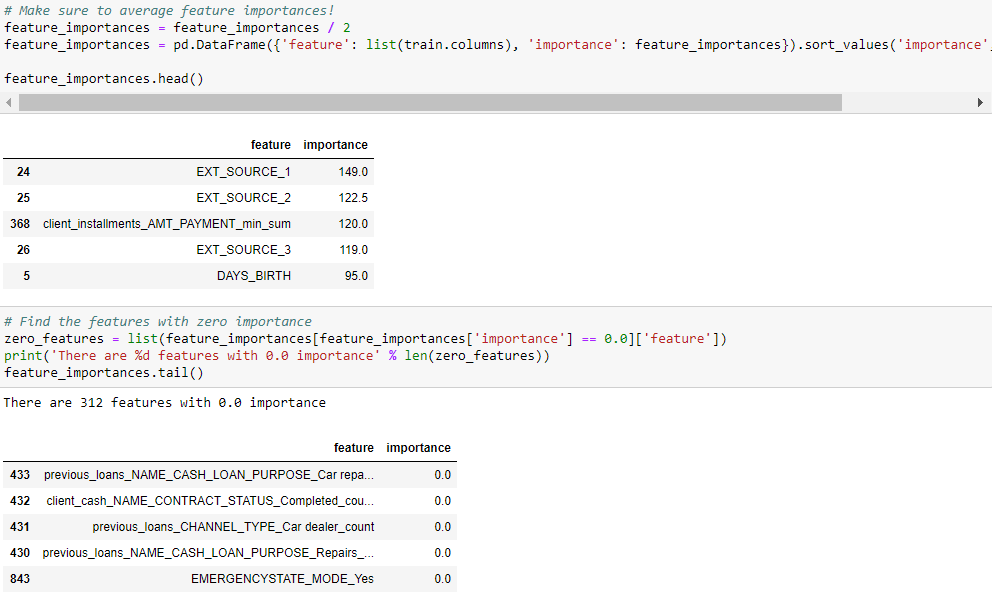 # Make sure to average feature importances!
feature_importances = feature_importances / 2
feature_importances = pd.DataFrame({'feature': list(train.columns), 'importance': feature_importances}).sort_values('importance',
feature_importances.head()
feature importance
24 EXT_SOURCE_1 149.0
25 EXT_SOURCE_2 122.5
368 client_installments_AMT_PAYMENT_min_sum 120.0
26 EXT_SOURCE_3 119.0
5 DAYS_BIRTH 95.0
# Find the features with zero importance
zero_features = list(feature_importances[feature_importances['importance'] == 0.0]['feature'])
print('There are %d features with 0.0 importance' % len(zero_features))
feature_importances.tail()
There are 312 features with 0.0 importance
feature importance
433 previous_loans_NAME_CASH_LOAN_PURPOSE_Car repa... 0.0
432 client_cash_NAME_CONTRACT_STATUS_Completed_cou... 0.0
431 previous_loans_CHANNEL_TYPE_Car dealer_count 0.0
430 previous_loans_NAME_CASH_LOAN_PURPOSE_Repairs_... 0.0
843 EMERGENCYSTATE_MODE_Yes 0.0